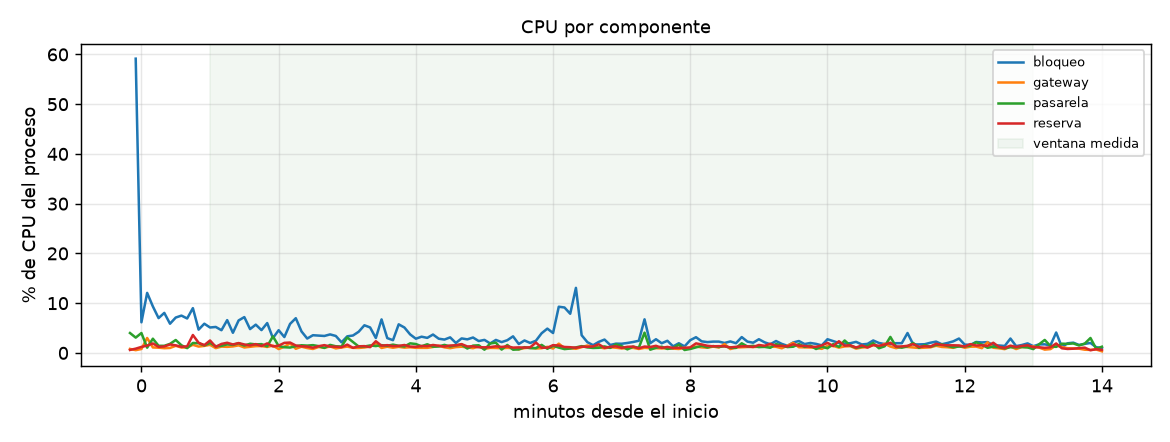 CPU por componente
% de CPU del proceso
60
50
40
30
20
10
0
bloqueo
gateway
pasarela
reserva
ventana medida
0 2 4 6 8 10 12 14
minutos desde el inicio